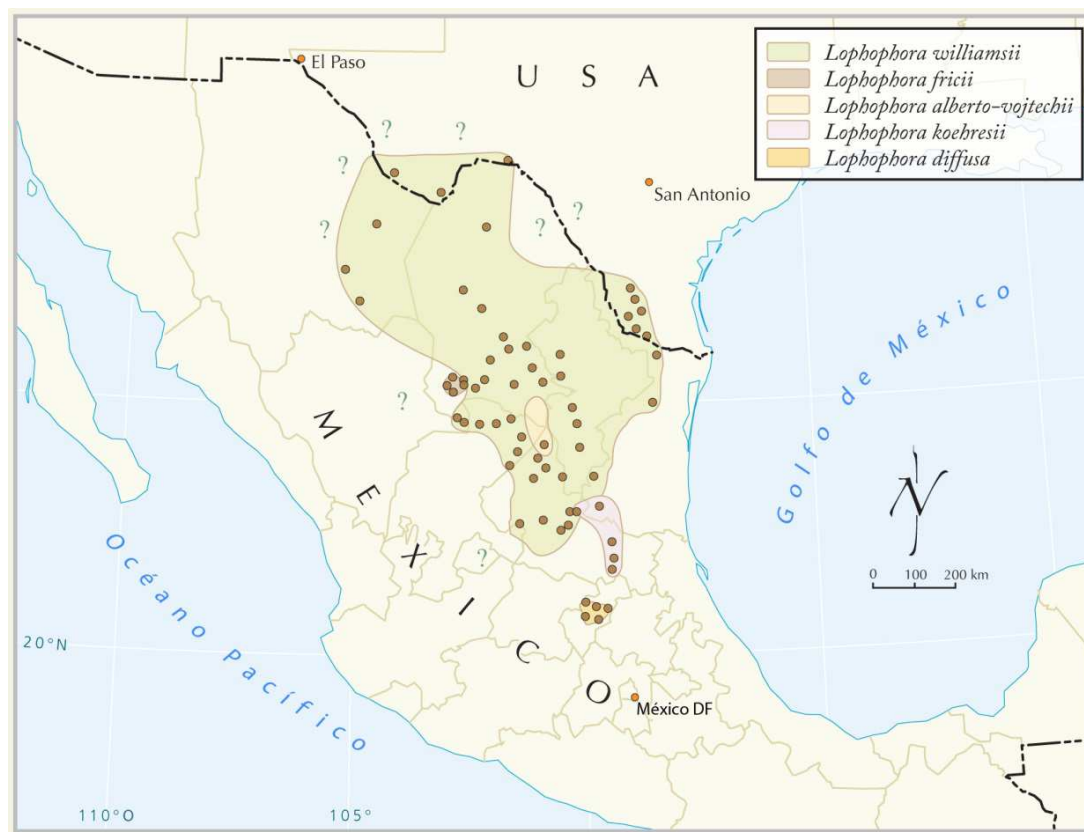 El Paso
U S A
Lophophora williamsii
Lophophora fricii
Lophophora alberto-vojtechii
Lophophora koehresii
Lophophora diffusa
?
?
?
?
?
?
San Antonio
?
?
MEXICO
Golfo de México
Océano Pacífico
N
0 100 200 km
20°N
México DF
110°O
105°